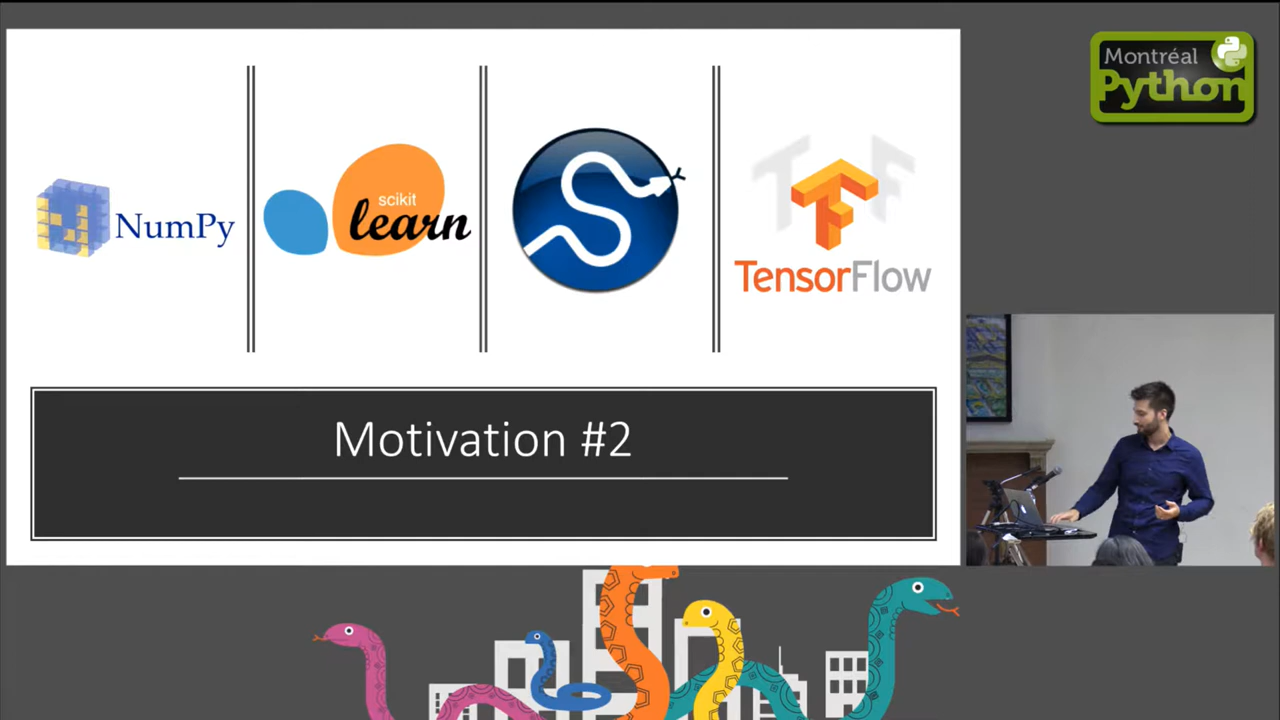 NumPy
scikit
learn
TensorFlow
Motivation #2
Montréal
Python